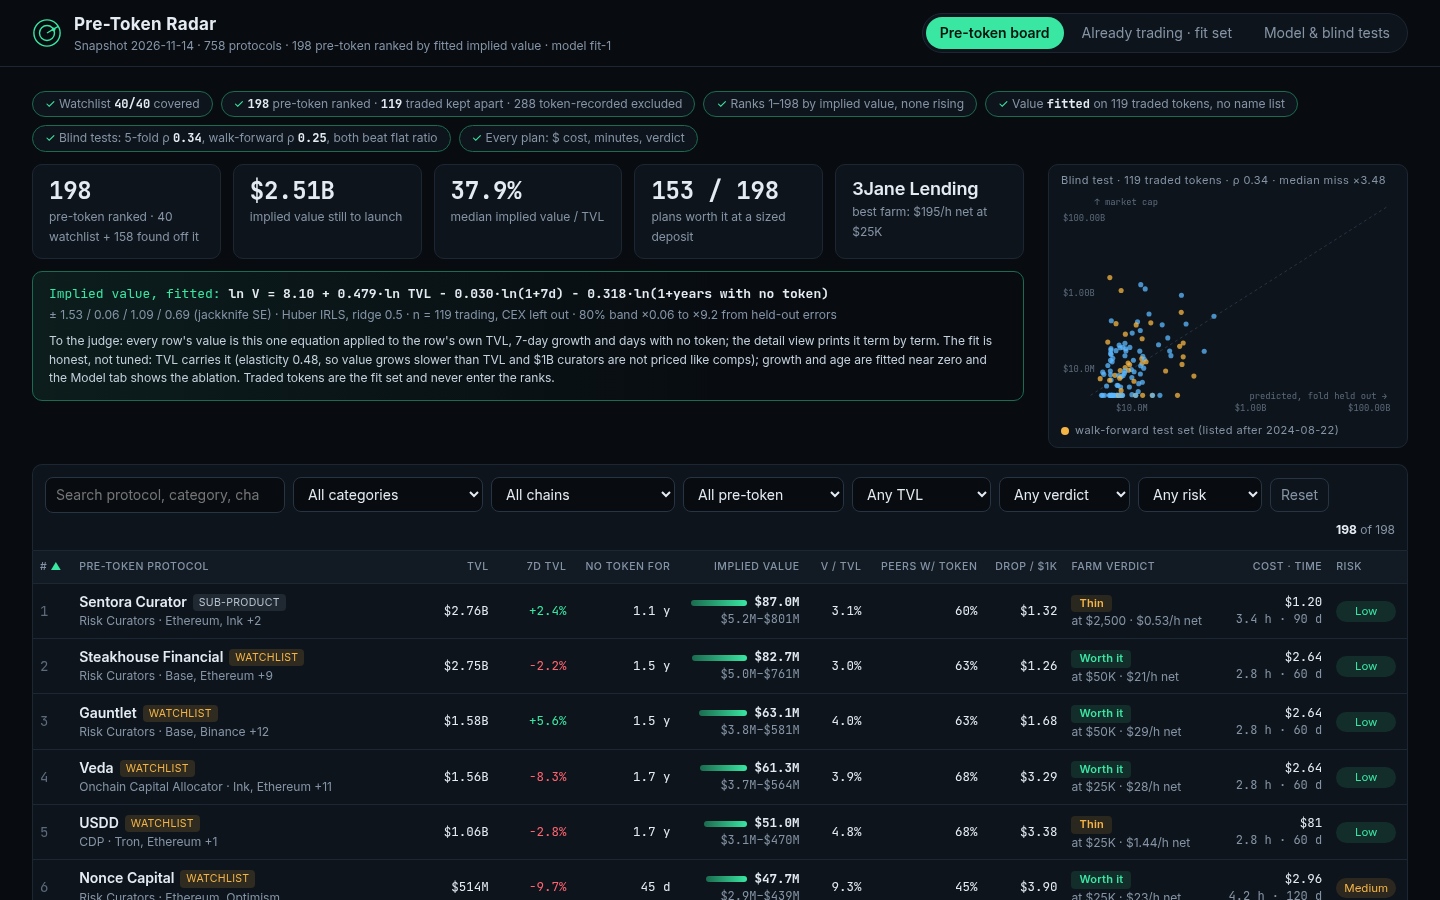 Pre-Token Radar
Snapshot 2026-11-14 · 758 protocols · 198 pre-token ranked by fitted implied value · model fit-1
Pre-token board
Already trading · fit set
Model & blind tests
✓ Watchlist 40/40 covered
✓ 198 pre-token ranked · 119 traded kept apart · 288 token-recorded excluded
✓ Ranks 1–198 by implied value, none rising
✓ Value fitted on 119 traded tokens, no name list
✓ Blind tests: 5-fold ρ 0.34, walk-forward ρ 0.25, both beat flat ratio
✓ Every plan: $ cost, minutes, verdict
198
pre-token ranked · 40
watchlist + 158 found off it
$2.51B
implied value still to launch
37.9%
median implied value / TVL
153 / 198
plans worth it at a sized
deposit
3Jane Lending
best farm: $195/h net at
$25K
Implied value, fitted: ln V = 8.10 + 0.479·ln TVL - 0.030·ln(1+7d) - 0.318·ln(1+years with no token)
± 1.53 / 0.06 / 1.09 / 0.69 (jackknife SE) · Huber IRLS, ridge 0.5 · n = 119 trading, CEX left out · 80% band ×0.06 to ×9.2 from held-out errors
To the judge: every row's value is this one equation applied to the row's own TVL, 7-day growth and days with no token; the detail view prints it term by term. The fit is
honest, not tuned: TVL carries it (elasticity 0.48, so value grows slower than TVL and $1B curators are not priced like comps); growth and age are fitted near zero and
the Model tab shows the ablation. Traded tokens are the fit set and never enter the ranks.
Blind test · 119 traded tokens · ρ 0.34 · median miss ×3.48
↑ market cap
$100.00B
$1.00B
$10.0M
predicted, fold held out →
$10.0M $1.00B $100.00B
walk-forward test set (listed after 2024-08-22)
Search protocol, category, cha
All categories
All chains
All pre-token
Any TVL
Any verdict
Any risk
Reset
198 of 198
# ▲ PRE-TOKEN PROTOCOL TVL 7D TVL NO TOKEN FOR IMPLIED VALUE V / TVL PEERS W/ TOKEN DROP / $1K FARM VERDICT COST · TIME RISK
1 Sentora Curator SUB-PRODUCT $2.76B +2.4% 1.1 y $87.0M 3.1% 60% $1.32 Thin $1.20 Low
Risk Curators · Ethereum, Ink +2 $5.2M–$801M at $2,500 · $0.53/h net 3.4 h · 90 d
2 Steakhouse Financial WATCHLIST $2.75B -2.2% 1.5 y $82.7M 3.0% 63% $1.26 Worth it $2.64 Low
Risk Curators · Base, Ethereum +9 $5.0M–$761M at $50K · $21/h net 2.8 h · 60 d
3 Gauntlet WATCHLIST $1.58B +5.6% 1.5 y $63.1M 4.0% 63% $1.68 Worth it $2.64 Low
Risk Curators · Base, Binance +12 $3.8M–$581M at $50K · $29/h net 2.8 h · 60 d
4 Veda WATCHLIST $1.56B -8.3% 1.7 y $61.3M 3.9% 68% $3.29 Worth it $2.64 Low
Onchain Capital Allocator · Ink, Ethereum +11 $3.7M–$564M at $25K · $28/h net 2.8 h · 60 d
5 USDD WATCHLIST $1.06B -2.8% 1.7 y $51.0M 4.8% 68% $3.38 Thin $81 Low
CDP · Tron, Ethereum +1 $3.1M–$470M at $25K · $1.44/h net 2.8 h · 60 d
6 Nonce Capital WATCHLIST $514M -9.7% 45 d $47.7M 9.3% 45% $3.90 Worth it $2.96 Medium
Risk Curators · Ethereum, Optimism $2.9M–$439M at $25K · $23/h net 4.2 h · 120 d